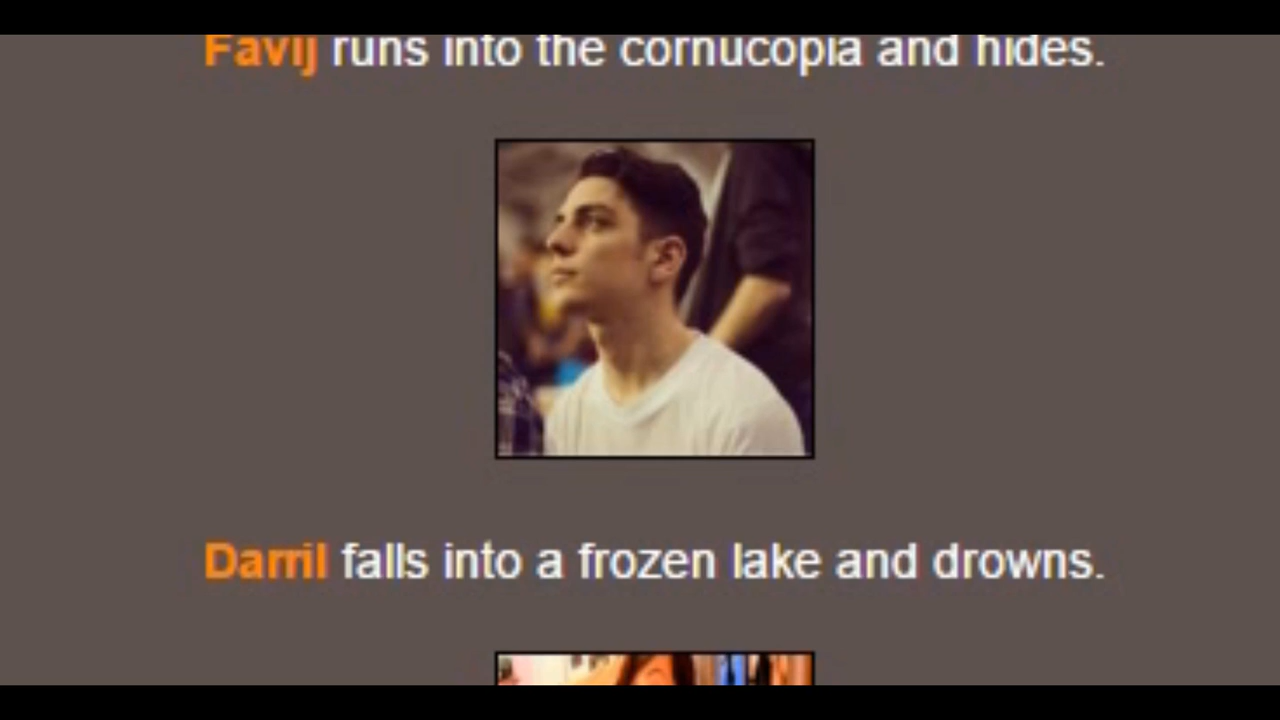 Favij runs into the cornucopia and hides.
Darril falls into a frozen lake and drowns.